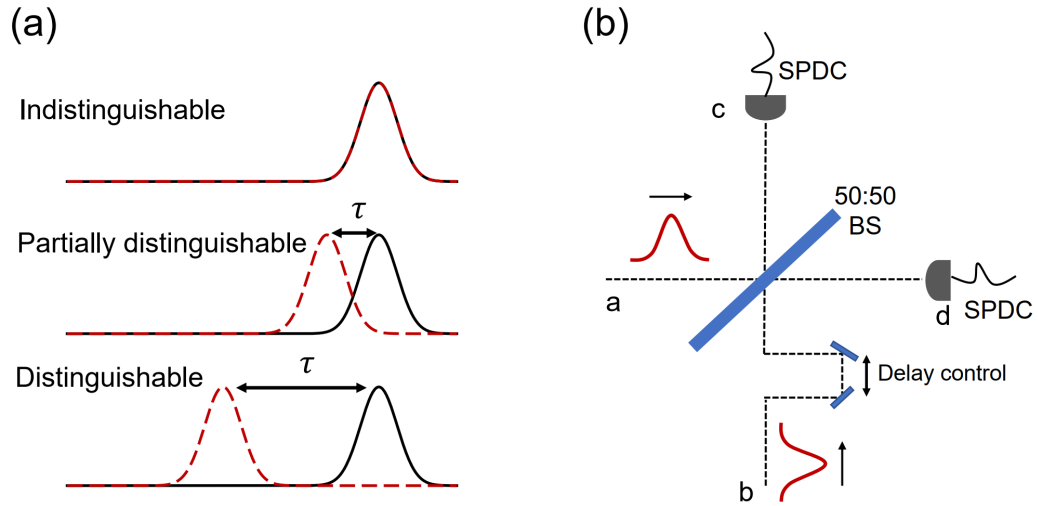 (a)
Indistinguishable
Partially distinguishable
τ
Distinguishable
τ
(b)
SPDC
c
50:50
BS
a
d
SPDC
Delay control
b